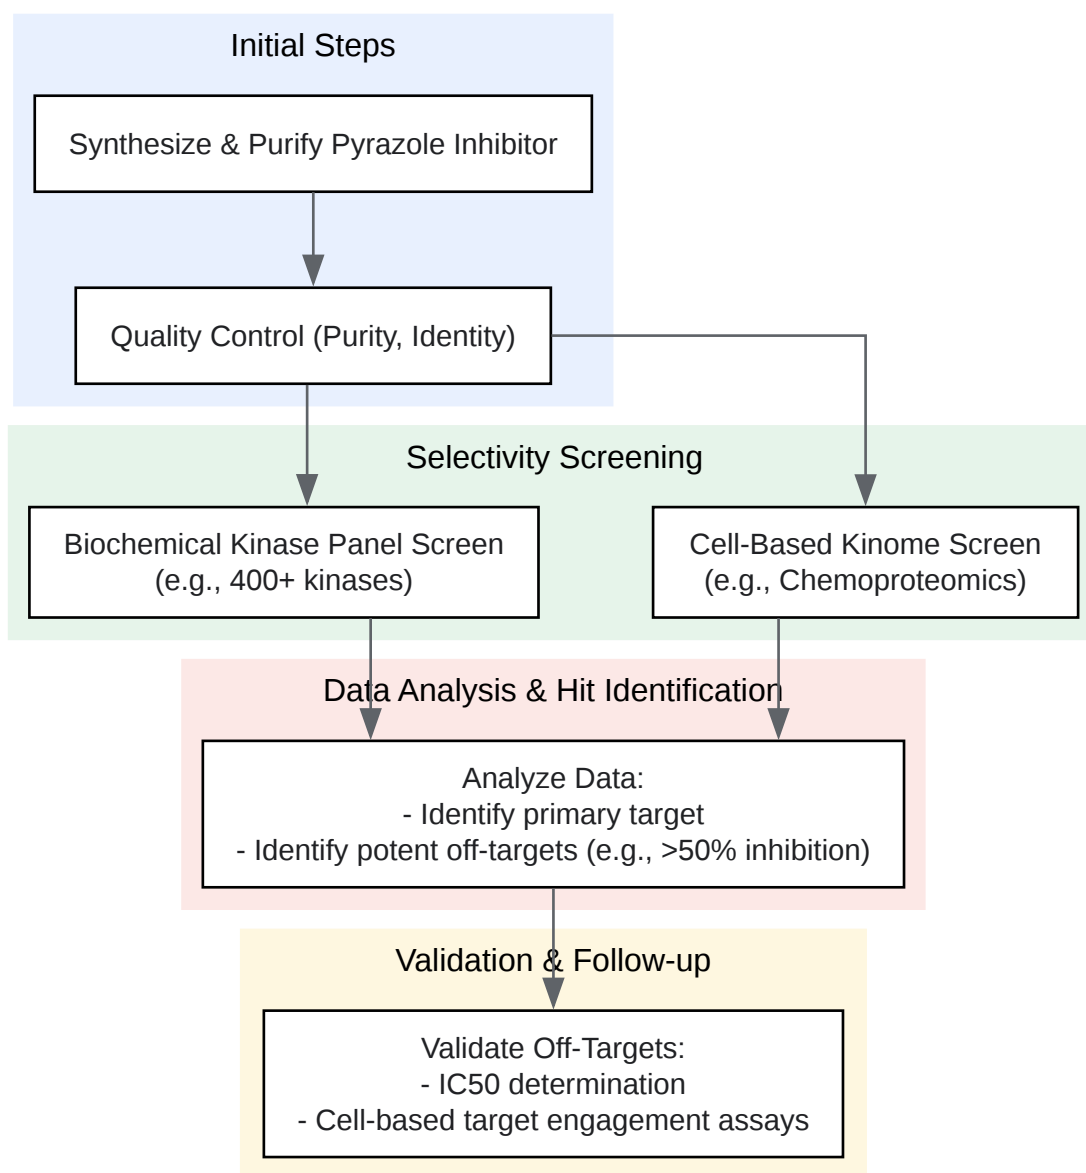 Initial Steps
Synthesize & Purify Pyrazole Inhibitor
Quality Control (Purity, Identity)
Selectivity Screening
Biochemical Kinase Panel Screen
(e.g., 400+ kinases)
Cell-Based Kinome Screen
(e.g., Chemoproteomics)
Data Analysis & Hit Identification
Analyze Data:
- Identify primary target
- Identify potent off-targets (e.g., >50% inhibition)
Validation & Follow-up
Validate Off-Targets:
- IC50 determination
- Cell-based target engagement assays